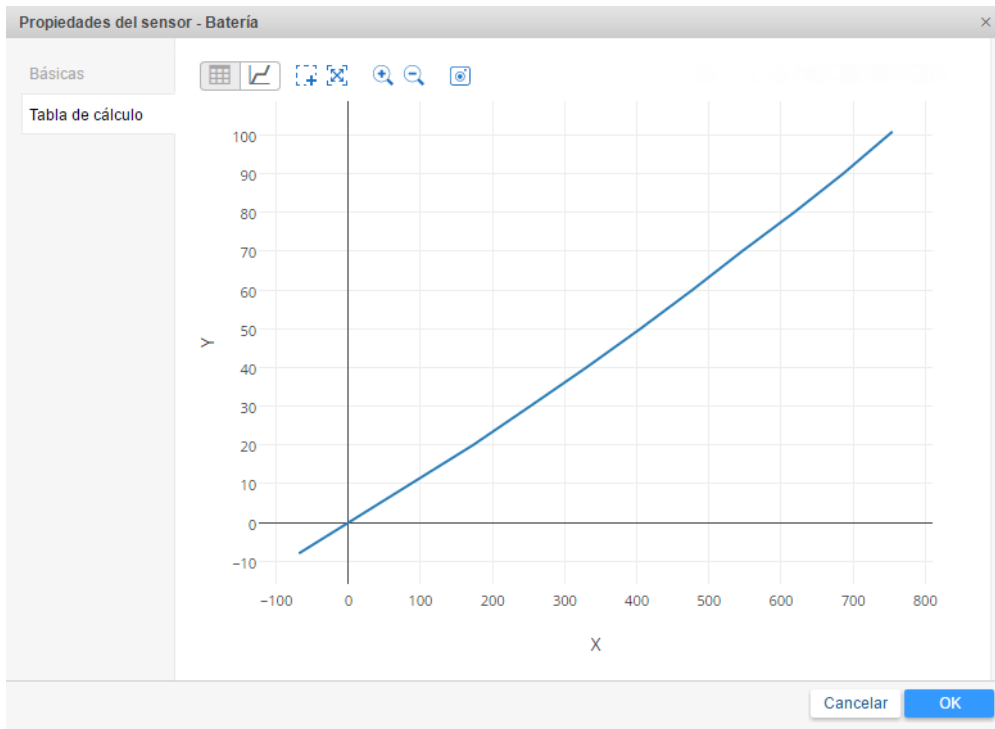 Propiedades del sensor - Batería
Básicas
Tabla de cálculo
100
90
80
70
60
50
40
30
20
10
0
−10
Y
−100 0 100 200 300 400 500 600 700 800
X
Cancelar OK